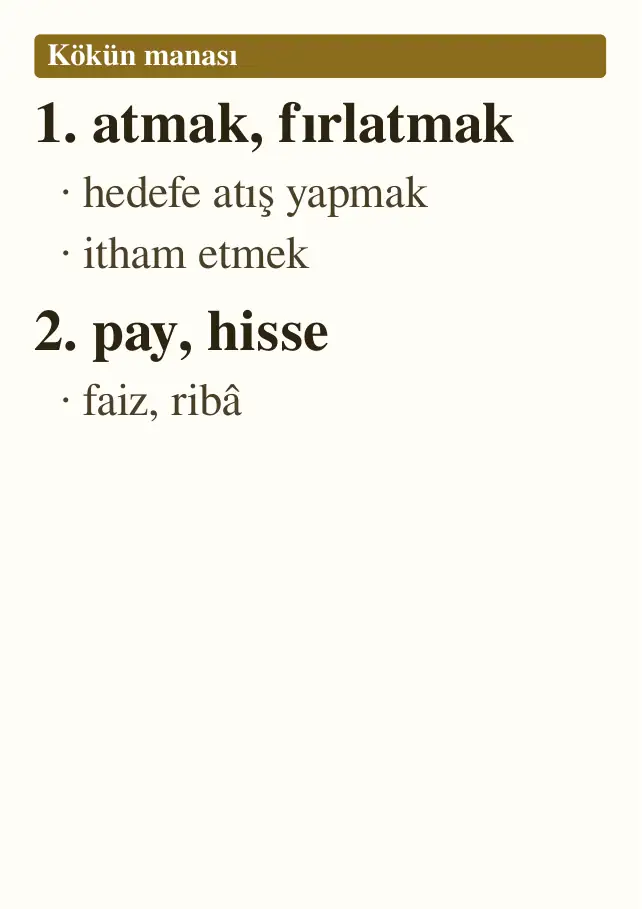 Kökün manası
1. atmak, fırlatmak
· hedefe atış yapmak
· itham etmek
2. pay, hisse
· faiz, ribâ